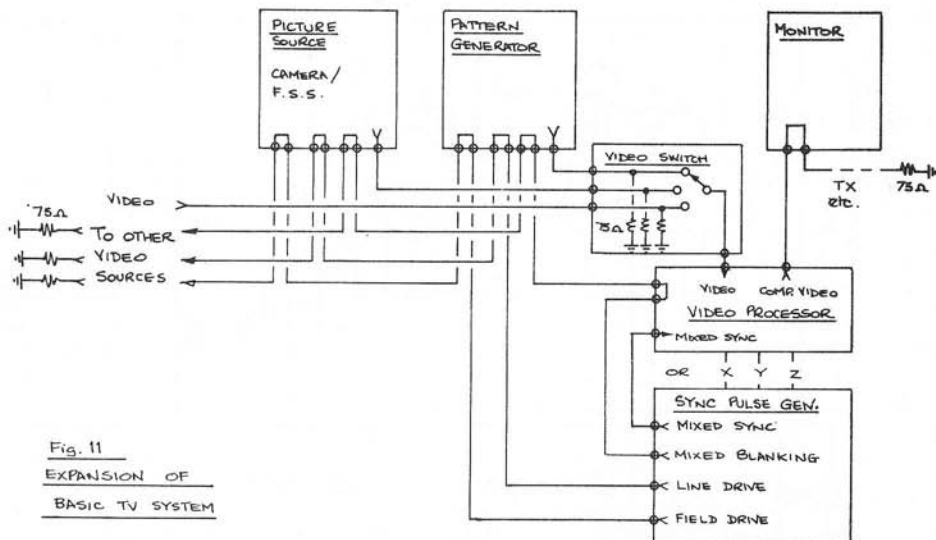 PICTURE
SOURCE
CAMERA/
F.S.S.
PATTERN
GENERATOR
MONITOR
VIDEO SWITCH
75Ω
TX
etc.
75Ω
VIDEO
75Ω
TO OTHER
VIDEO
SOURCES
VIDEO COMP. VIDEO
VIDEO PROCESSOR
MIXED SYNC
OR X Y Z
SYNC PULSE GEN.
MIXED SYNC
MIXED BLANKING
LINE DRIVE
FIELD DRIVE
Fig. 11
EXPANSION OF
BASIC TV SYSTEM